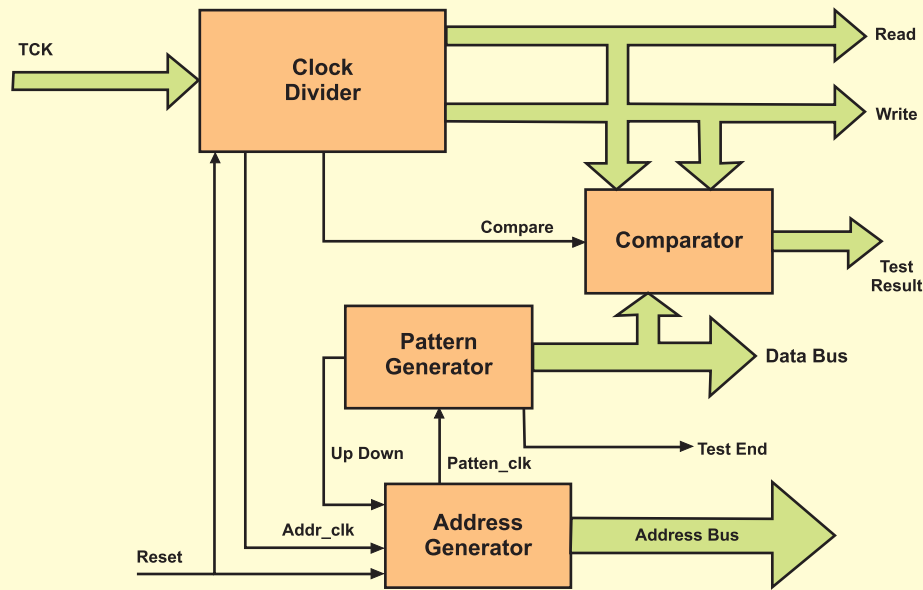 TCK
Clock
Divider
Read
Write
Compare
Comparator
Test
Result
Pattern
Generator
Data Bus
Up Down
Patten_clk
Test End
Addr_clk
Address
Generator
Address Bus
Reset